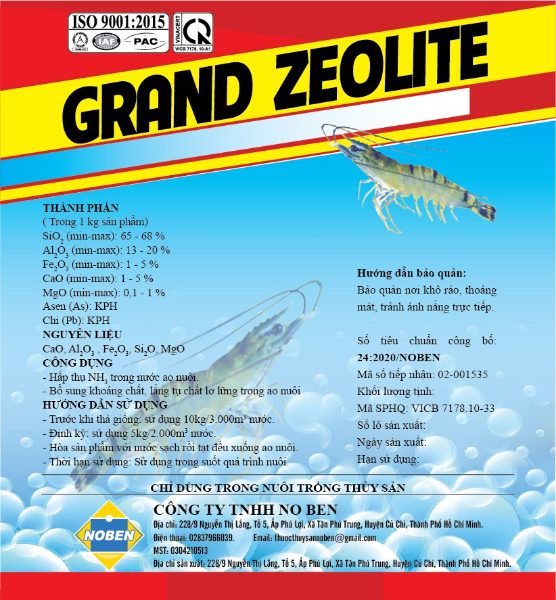 ISO 9001:2015
IAF
PAC
VINACERT
VICB 7178. 10-A1
GRAND ZEOLITE
THÀNH PHẦN
( Trong 1 kg sản phẩm)
SiO₂ (min-max): 65 - 68 %
Al₂O₃ (min-max): 13 - 20 %
Fe₂O₃ (min-max): 1 - 5 %
CaO (min-max): 1 - 5 %
MgO (min-max): 0,1 - 1 %
Asen (As): KPH
Chì (Pb): KPH
NGUYÊN LIỆU
CaO, Al₂O₃ , Fe₂O₃, Si₂O, MgO
CÔNG DỤNG
- Hấp thụ NH₃ trong nước ao nuôi.
- Bổ sung khoáng chất, lắng tụ chất lơ lững trong ao nuôi
HƯỚNG DẪN SỬ DỤNG
- Trước khi thả giống: sử dụng 10kg/3.000m³ nước.
- Định kỳ: sử dụng 5kg/2.000m³ nước.
- Hòa sản phẩm với nước sạch rồi tạt đều xuống ao nuôi.
- Thời hạn sử dụng: Sử dụng trong suốt quá trình nuôi
Hướng dẫn bảo quản:
Bảo quản nơi khô ráo, thoáng
mát, tránh ánh nắng trực tiếp.
Số tiêu chuẩn công bố:
24:2020/NOBEN
Mã số tiếp nhận: 02-001535
Khối lượng tịnh:
Mã SPHQ: VICB 7178.10-33
Số lô sản xuất:
Ngày sản xuất:
Hạn sử dụng:
CHỈ DÙNG TRONG NUÔI TRỒNG THỦY SẢN
NOBEN
CÔNG TY TNHH NO BEN
Địa chỉ: 228/9 Nguyễn Thị Lắng, Tổ 5, Ấp Phú Lợi, Xã Tân Phú Trung, Huyện Củ Chi, Thành Phố Hồ Chí Minh.
Điện thoại: 02837966039. Email: thuocthuysannoben@gmail.com
MST: 0304210513
Địa chỉ sản xuất: 228/9 Nguyễn Thị Lắng, Tổ 5, Ấp Phú Lợi, Xã Tân Phú Trung, Huyện Củ Chi, Thành Phố Hồ Chí Minh.